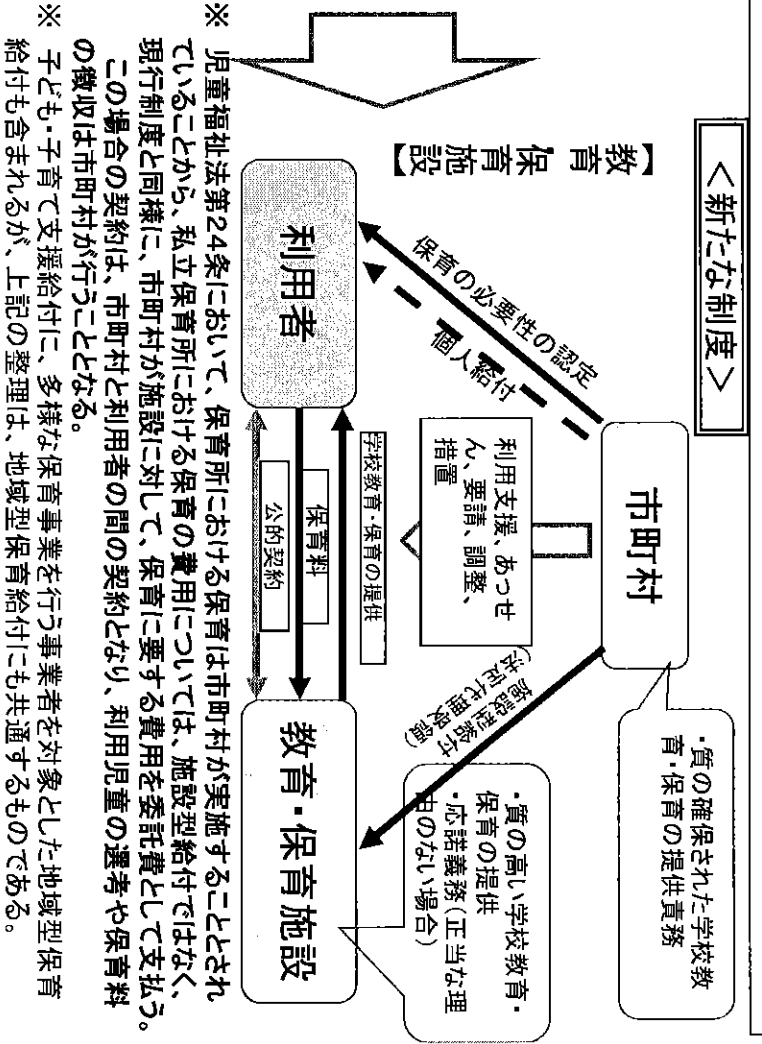 <新たな制度>
【教育・保育施設】
市町村
・質の確保された学校教
育・保育の提供責務
保育の必要性の認定
個人給付
利用支援、あっせ
ん、要請、調整、
措置
施設型給付
(法定代理受領)
・質の高い学校教育・
保育の提供
・応諾義務(正当な理
由のない場合)
利用者
学校教育・保育の提供
保育料
公的契約
教育・保育施設
※ 児童福祉法第24条において、保育所における保育は市町村が実施することとされ
ていることから、私立保育所における保育の費用については、施設型給付ではなく、
現行制度と同様に、市町村が施設に対して、保育に要する費用を委託費として支払う。
この場合の契約は、市町村と利用者の間の契約となり、利用児童の選考や保育料
の徴収は市町村が行うこととなる。
※ 子ども・子育て支援給付に、多様な保育事業を行う事業者を対象とした地域型保育
給付も含まれるが、上記の整理は、地域型保育給付にも共通するものである。